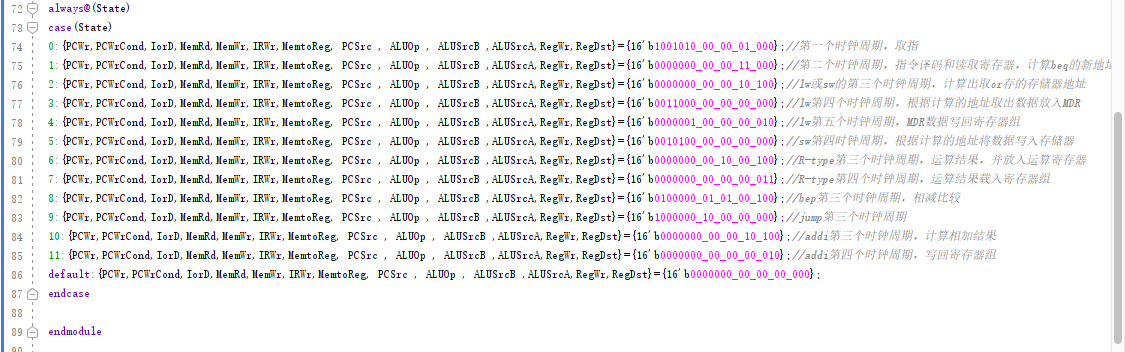 72 always@(State)
73 case(State)
74 0:{PCWr,PCWrCond,IorD,MemRd,MemWr,IRWr,MemtoReg, PCSrc , ALUOp , ALUSrcB ,ALUSrcA,RegWr,RegDst}={16'b1001010_00_00_01_000};//第一个时钟周期，取指
75 1:{PCWr,PCWrCond,IorD,MemRd,MemWr,IRWr,MemtoReg, PCSrc , ALUOp , ALUSrcB ,ALUSrcA,RegWr,RegDst}={16'b0000000_00_00_11_000};//第二个时钟周期，指令译码和读取寄存器，计算beq的新地址
76 2:{PCWr,PCWrCond,IorD,MemRd,MemWr,IRWr,MemtoReg, PCSrc , ALUOp , ALUSrcB ,ALUSrcA,RegWr,RegDst}={16'b0000000_00_00_10_100};//lw或sw的第三个时钟周期，计算出取or存的存储器地址
77 3:{PCWr,PCWrCond,IorD,MemRd,MemWr,IRWr,MemtoReg, PCSrc , ALUOp , ALUSrcB ,ALUSrcA,RegWr,RegDst}={16'b0011000_00_00_00_000};//lw第四个时钟周期，根据计算的地址取出数据放入MDR
78 4:{PCWr,PCWrCond,IorD,MemRd,MemWr,IRWr,MemtoReg, PCSrc , ALUOp , ALUSrcB ,ALUSrcA,RegWr,RegDst}={16'b0000001_00_00_00_010};//lw第五个时钟周期，MDR数据写回寄存器组
79 5:{PCWr,PCWrCond,IorD,MemRd,MemWr,IRWr,MemtoReg, PCSrc , ALUOp , ALUSrcB ,ALUSrcA,RegWr,RegDst}={16'b0010100_00_00_00_000};//sw第四时钟周期，根据计算的地址将数据写入存储器
80 6:{PCWr,PCWrCond,IorD,MemRd,MemWr,IRWr,MemtoReg, PCSrc , ALUOp , ALUSrcB ,ALUSrcA,RegWr,RegDst}={16'b0000000_00_10_00_100};//R-type第三个时钟周期，运算结果，并放入运算寄存器
81 7:{PCWr,PCWrCond,IorD,MemRd,MemWr,IRWr,MemtoReg, PCSrc , ALUOp , ALUSrcB ,ALUSrcA,RegWr,RegDst}={16'b0000000_00_00_00_011};//R-type第四个时钟周期，运算结果载入寄存器组
82 8:{PCWr,PCWrCond,IorD,MemRd,MemWr,IRWr,MemtoReg, PCSrc , ALUOp , ALUSrcB ,ALUSrcA,RegWr,RegDst}={16'b0100000_01_01_00_100};//bep第三个时钟周期，相减比较
83 9:{PCWr,PCWrCond,IorD,MemRd,MemWr,IRWr,MemtoReg, PCSrc , ALUOp , ALUSrcB ,ALUSrcA,RegWr,RegDst}={16'b1000000_10_00_00_000};//jump第三个时钟周期
84 10:{PCWr,PCWrCond,IorD,MemRd,MemWr,IRWr,MemtoReg, PCSrc , ALUOp , ALUSrcB ,ALUSrcA,RegWr,RegDst}={16'b0000000_00_00_10_100};//addi第三个时钟周期，计算相加结果
85 11:{PCWr,PCWrCond,IorD,MemRd,MemWr,IRWr,MemtoReg, PCSrc , ALUOp , ALUSrcB ,ALUSrcA,RegWr,RegDst}={16'b0000000_00_00_00_010};//addi第四个时钟周期，写回寄存器组
86 default:{PCWr,PCWrCond,IorD,MemRd,MemWr,IRWr,MemtoReg, PCSrc , ALUOp , ALUSrcB ,ALUSrcA,RegWr,RegDst}={16'b0000000_00_00_00_000};
87 endcase
88
89 endmodule